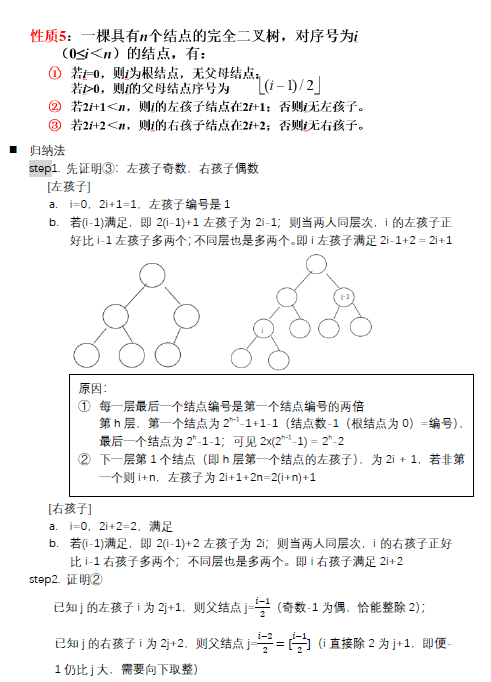 性质5：一棵具有n个结点的完全二叉树，对序号为i
（0≤i＜n）的结点，有：
① 若i=0，则i为根结点，无父母结点；
若i>0，则i的父母结点序号为 ⌊(i－1)/2⌋
② 若2i+1＜n，则i的左孩子结点在2i+1；否则i无左孩子。
③ 若2i+2＜n，则i的右孩子结点在2i+2；否则i无右孩子。
■ 归纳法
step1. 先证明③：左孩子奇数，右孩子偶数
[左孩子]
a. i=0，2i+1=1，左孩子编号是1
b. 若(i-1)满足，即 2(i-1)+1 左孩子为 2i-1；则当两人同层次，i 的左孩子正
好比 i-1 左孩子多两个；不同层也是多两个。即 i 左孩子满足 2i-1+2 = 2i+1
i-1
i
原因：
① 每一层最后一个结点编号是第一个结点编号的两倍
第 h 层，第一个结点为 2^{h-1}-1+1-1（结点数-1（根结点为 0）=编号），
最后一个结点为 2^h-1-1；可见 2x(2^{h-1}-1) = 2^h-2
② 下一层第 1 个结点（即 h 层第一个结点的左孩子），为 2i + 1，若非第
一个则 i+n，左孩子为 2i+1+2n=2(i+n)+1
[右孩子]
a. i=0，2i+2=2，满足
b. 若(i-1)满足，即 2(i-1)+2 左孩子为 2i；则当两人同层次，i 的右孩子正好
比 i-1 右孩子多两个；不同层也是多两个。即 i 右孩子满足 2i+2
step2. 证明②
已知 j 的左孩子 i 为 2j+1，则父结点 j=\frac{i-1}{2}（奇数-1 为偶，恰能整除 2）；
已知 j 的右孩子 i 为 2j+2，则父结点 j=\frac{i-2}{2} = [\frac{i-1}{2}]（i 直接除 2 为 j+1，即便-
1 仍比 j 大，需要向下取整）